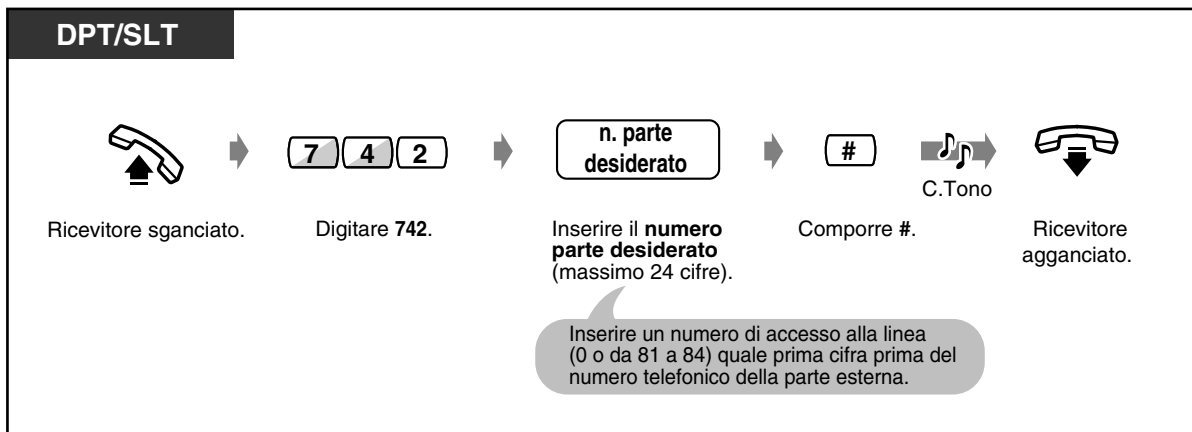 DPT/SLT
7 4 2
n. parte
desiderato
#
C.Tono
Ricevitore sganciato.
Digitare 742.
Inserire il numero
parte desiderato
(massimo 24 cifre).
Comporre #.
Ricevitore
agganciato.
Inserire un numero di accesso alla linea
(0 o da 81 a 84) quale prima cifra prima del
numero telefonico della parte esterna.